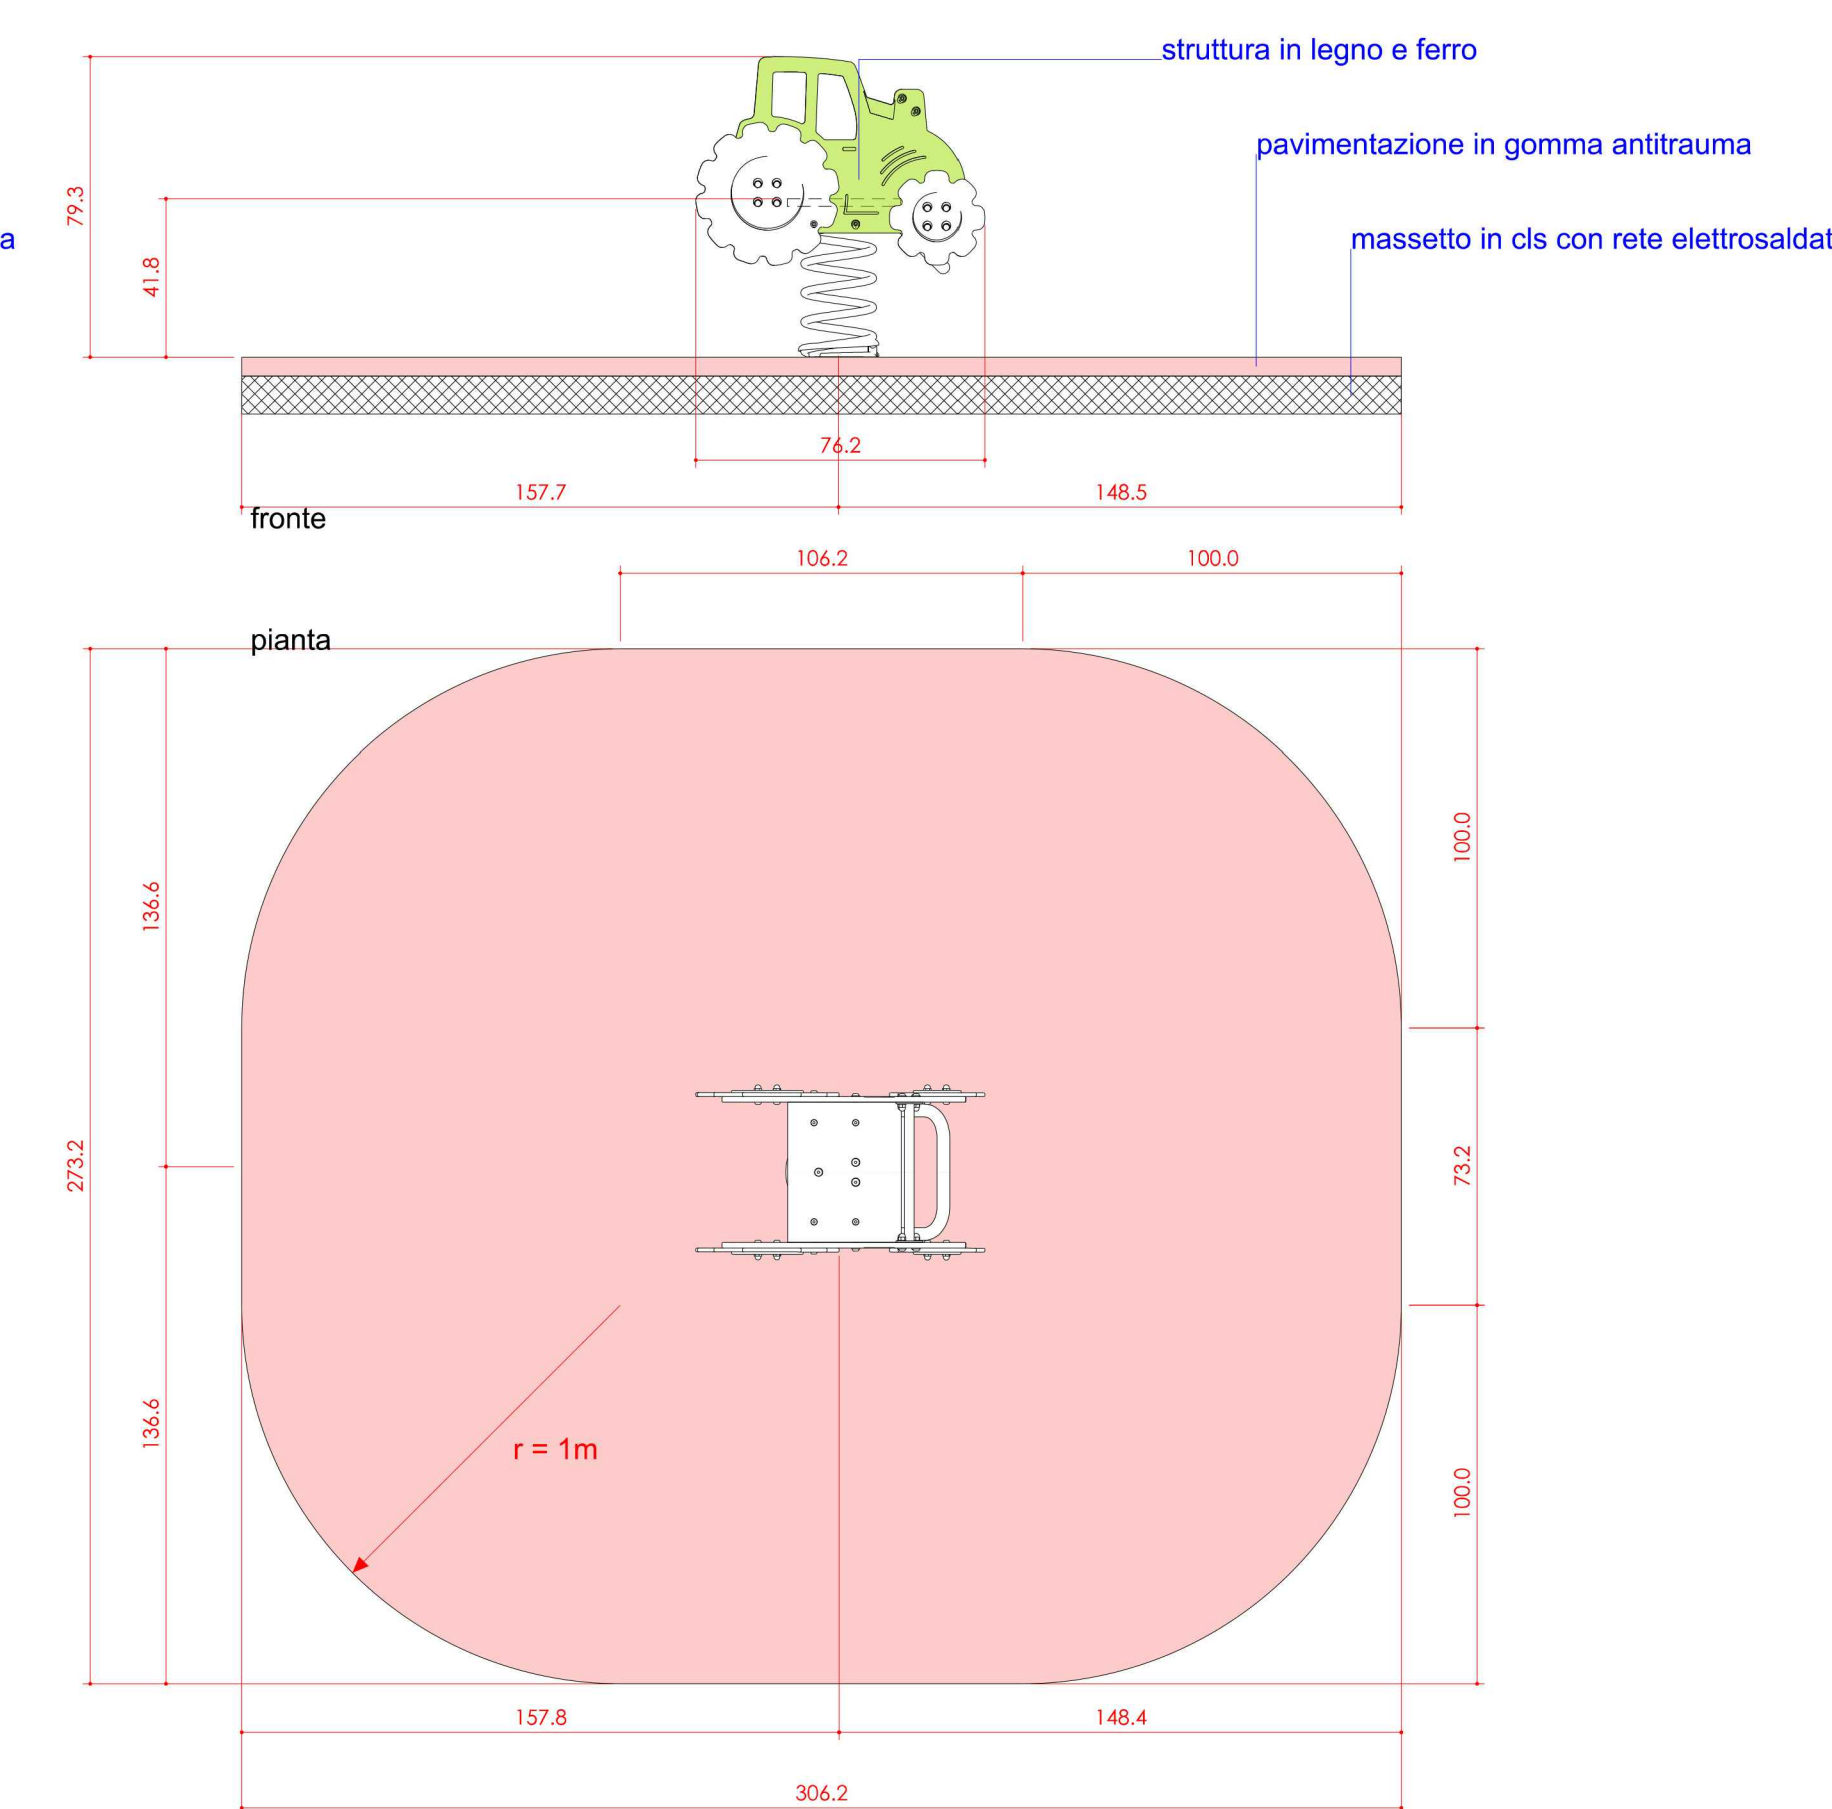 struttura in legno e ferro
pavimentazione in gomma antitrauma
a
massetto in cls con rete elettrosaldat
79.3
41.8
76.2
157.7
148.5
fronte
106.2
100.0
pianta
100.0
136.6
273.2
73.2
136.6
r = 1m
100.0
157.8
148.4
306.2